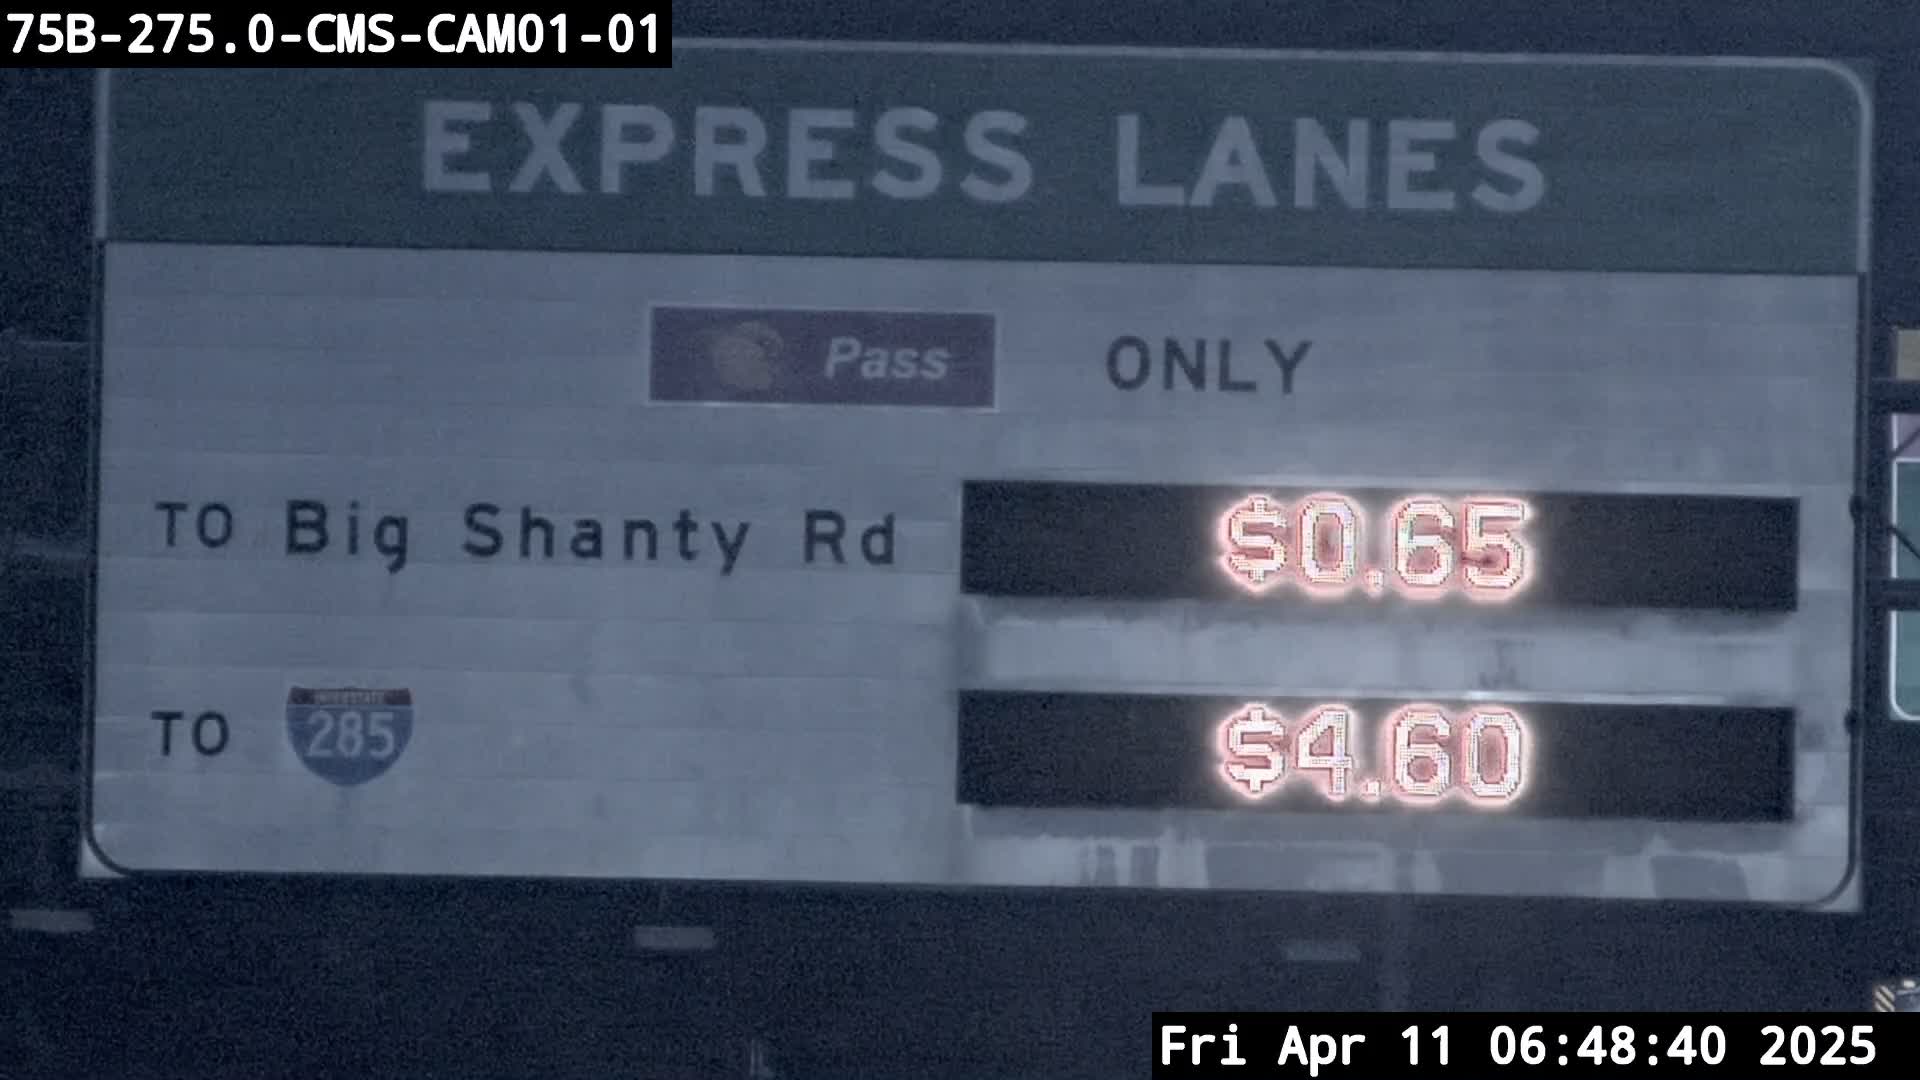 75B-275.0-CMS-CAM01-01
EXPRESS LANES
Pass ONLY
TO Big Shanty Rd $0.65
INTERSTATE
TO 285 $4.60
Fri Apr 11 06:48:40 2025